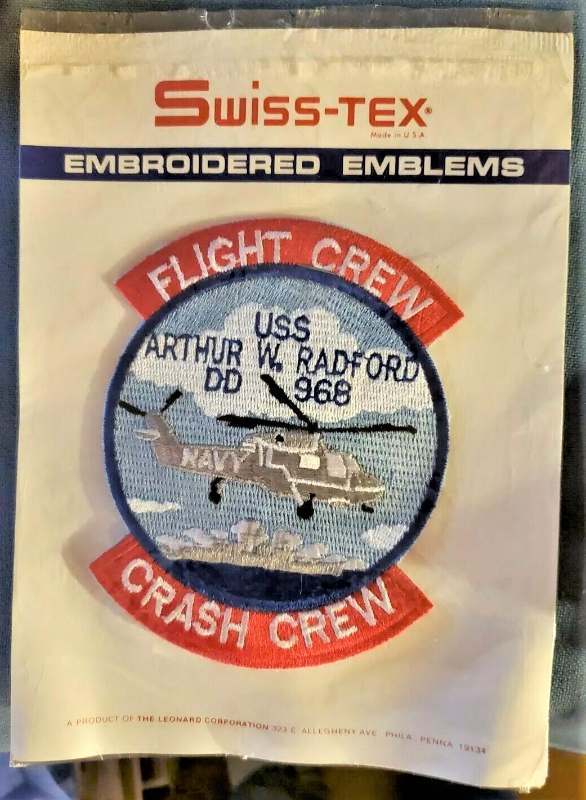 SWISS-TEX®
Made in U.S.A.
EMBROIDERED EMBLEMS
FLIGHT CREW
USS
ARTHUR W. RADFORD
DD 968
NAVY
CRASH CREW
A PRODUCT OF THE LEONARD CORPORATION 323 E. ALLEGHENY AVE. PHILA. PENNA. 19134